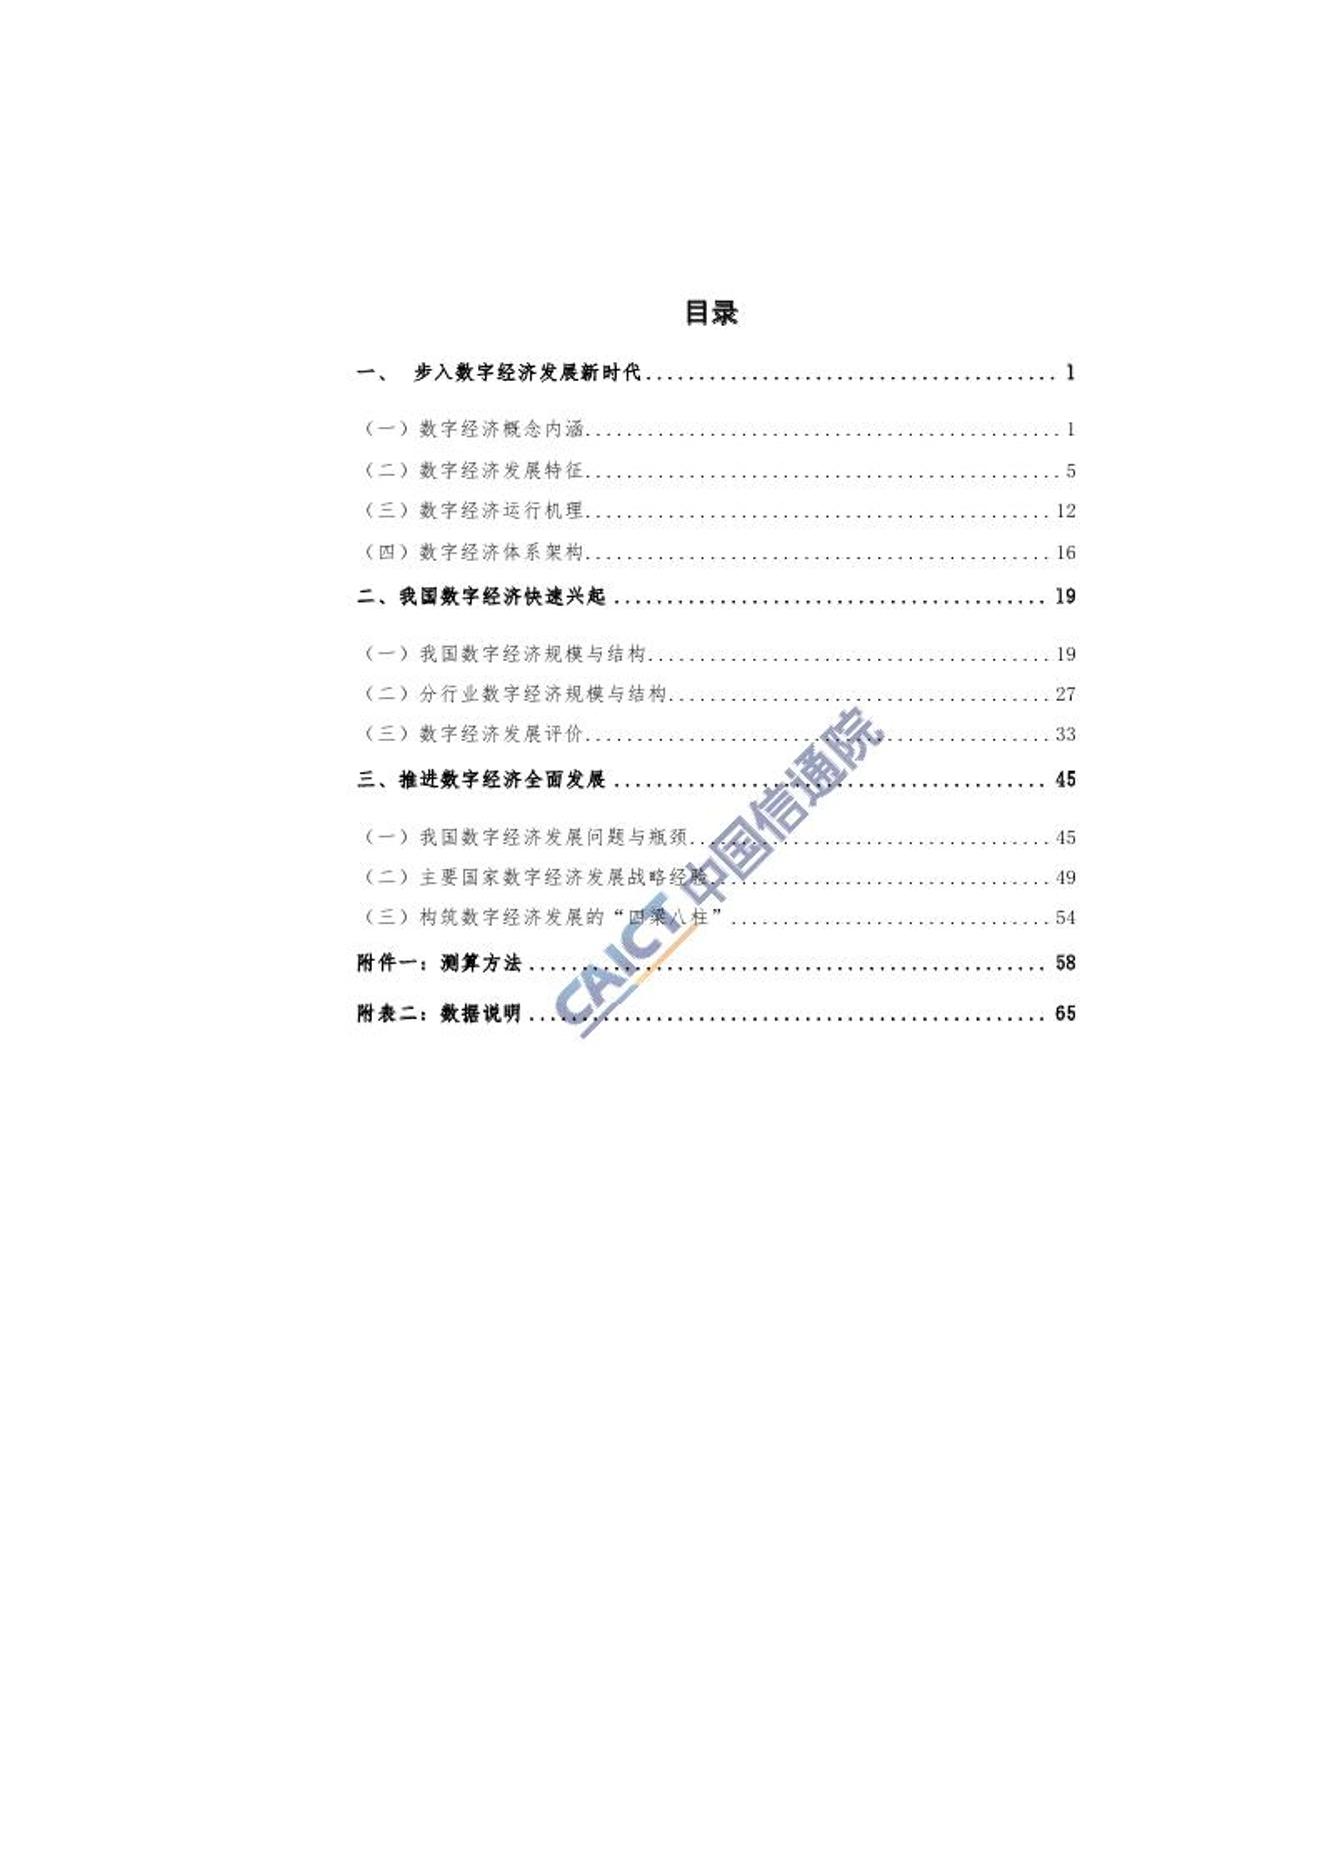 目录
一、 步入数字经济发展新时代....................................... 1
（一）数字经济概念内涵.............................................. 1
（二）数字经济发展特征.............................................. 5
（三）数字经济运行机理............................................. 12
（四）数字经济体系架构............................................. 16
二、我国数字经济快速兴起 ......................................... 19
（一）我国数字经济规模与结构....................................... 19
（二）分行业数字经济规模与结构..................................... 27
（三）数字经济发展评价............................................. 33
三、推进数字经济全面发展 ......................................... 45
（一）我国数字经济发展问题与瓶颈................................... 45
（二）主要国家数字经济发展战略经验................................. 49
（三）构筑数字经济发展的“四梁八柱”............................... 54
附件一：测算方法 ................................................. 58
附表二：数据说明 ................................................. 65
CAICT 中国信通院